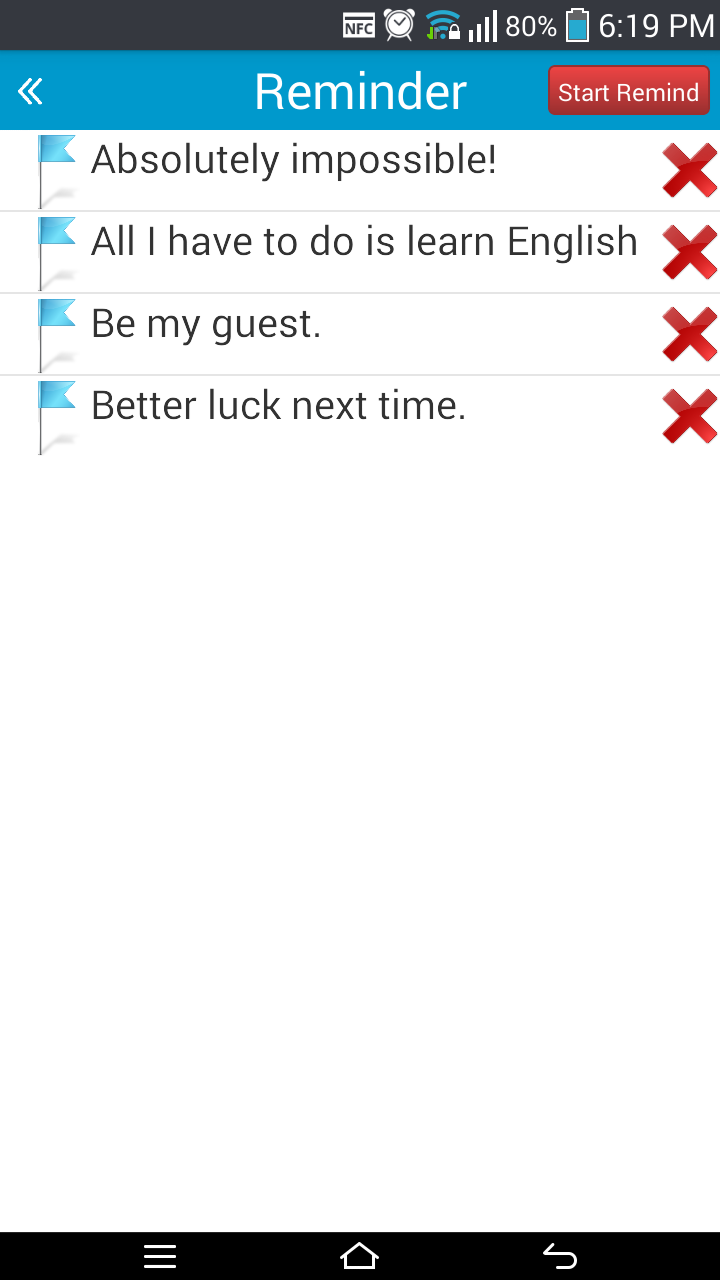 NFC 80% 6:19 PM
Reminder Start Remind
Absolutely impossible!
All I have to do is learn English
Be my guest.
Better luck next time.